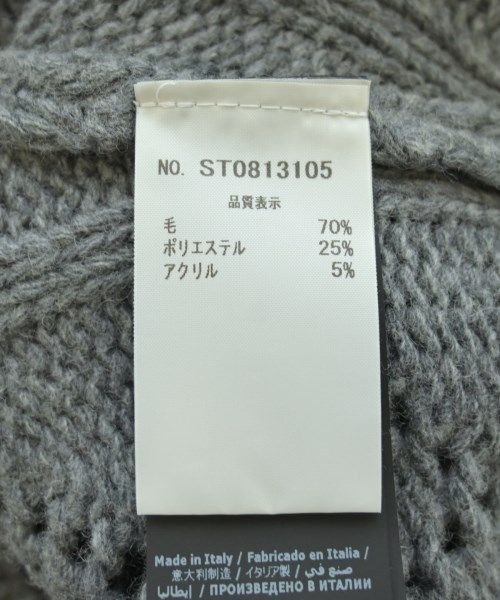 NO. ST0813105
品質表示
毛 70%
ポリエステル 25%
アクリル 5%
Made in Italy / Fabricado en Italia /
意大利制造 / イタリア製 / صنع في
إيطاليا / ПРОИЗВЕДЕНО В ИТАЛИИ